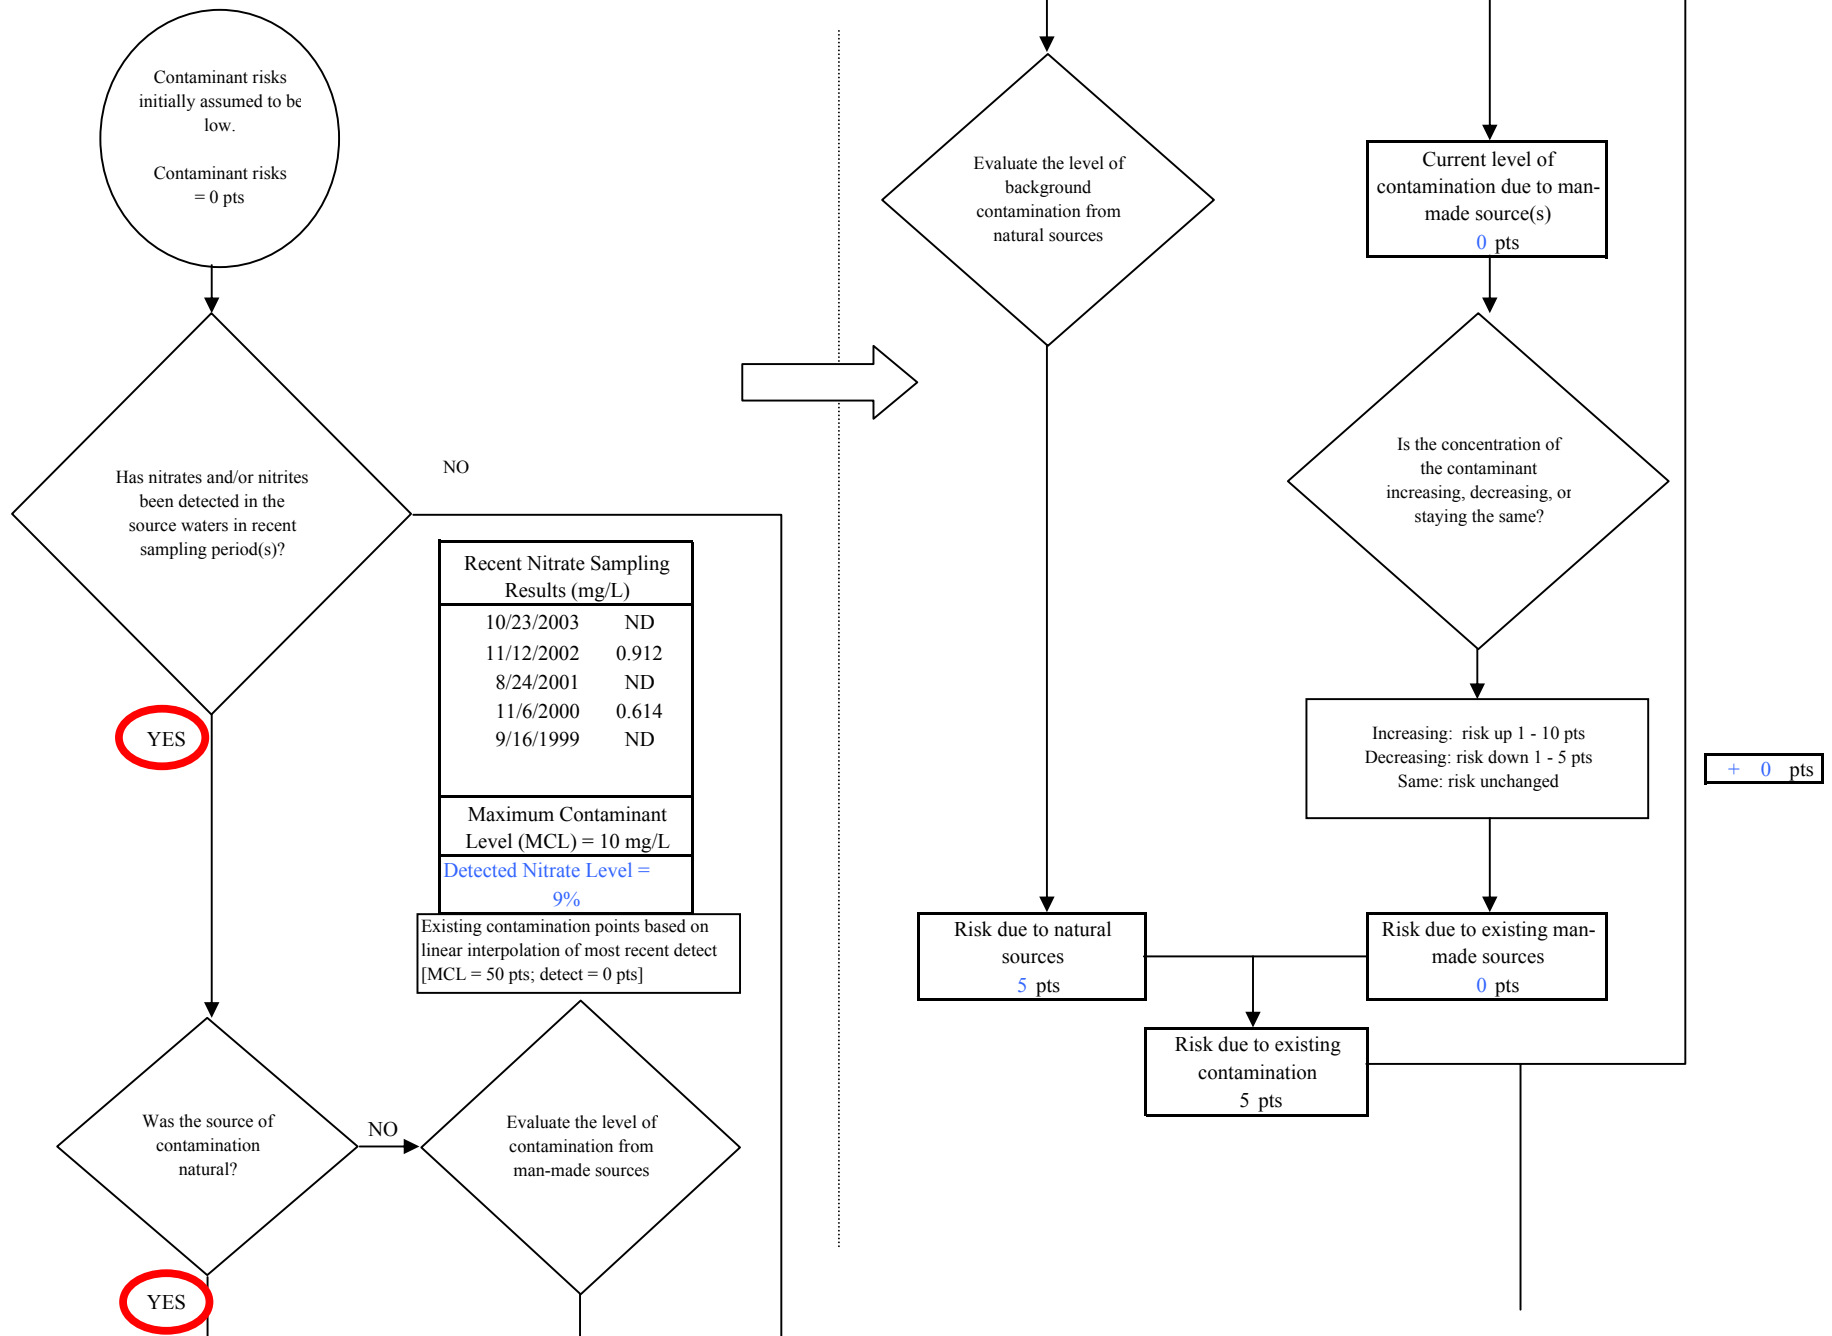 Contaminant risks
initially assumed to be
low.
Contaminant risks
= 0 pts
Has nitrates and/or nitrites
been detected in the
source waters in recent
sampling period(s)?
NO
YES
Recent Nitrate Sampling
Results (mg/L)
10/23/2003 ND
11/12/2002 0.912
8/24/2001 ND
11/6/2000 0.614
9/16/1999 ND
Maximum Contaminant
Level (MCL) = 10 mg/L
Detected Nitrate Level =
9%
Existing contamination points based on
linear interpolation of most recent detect
[MCL = 50 pts; detect = 0 pts]
Was the source of
contamination
natural?
NO
Evaluate the level of
contamination from
man-made sources
YES
Evaluate the level of
background
contamination from
natural sources
Current level of
contamination due to man-
made source(s)
0 pts
Is the concentration of
the contaminant
increasing, decreasing, or
staying the same?
Increasing: risk up 1 - 10 pts
Decreasing: risk down 1 - 5 pts
Same: risk unchanged
+ 0 pts
Risk due to natural
sources
5 pts
Risk due to existing man-
made sources
0 pts
Risk due to existing
contamination
5 pts